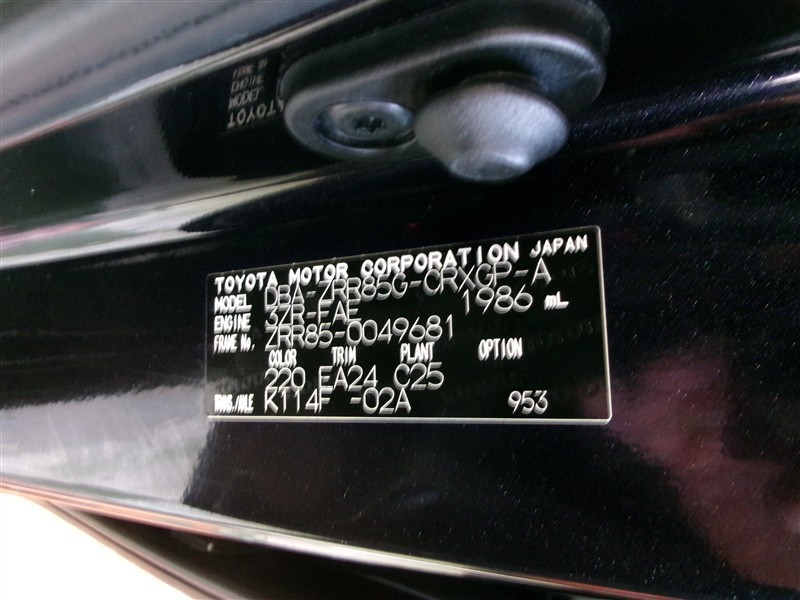 TOYOTA MOTOR CORPORATION JAPAN
MODEL DBA-ZRR85G-CRXGP-A
ENGINE 3ZR-FAE 1986 mL
FRAME No. ZRR85-0049681
COLOR TRIM PLANT OPTION
220 EA24 C25
TRANS./AXLE K114F -02A 953